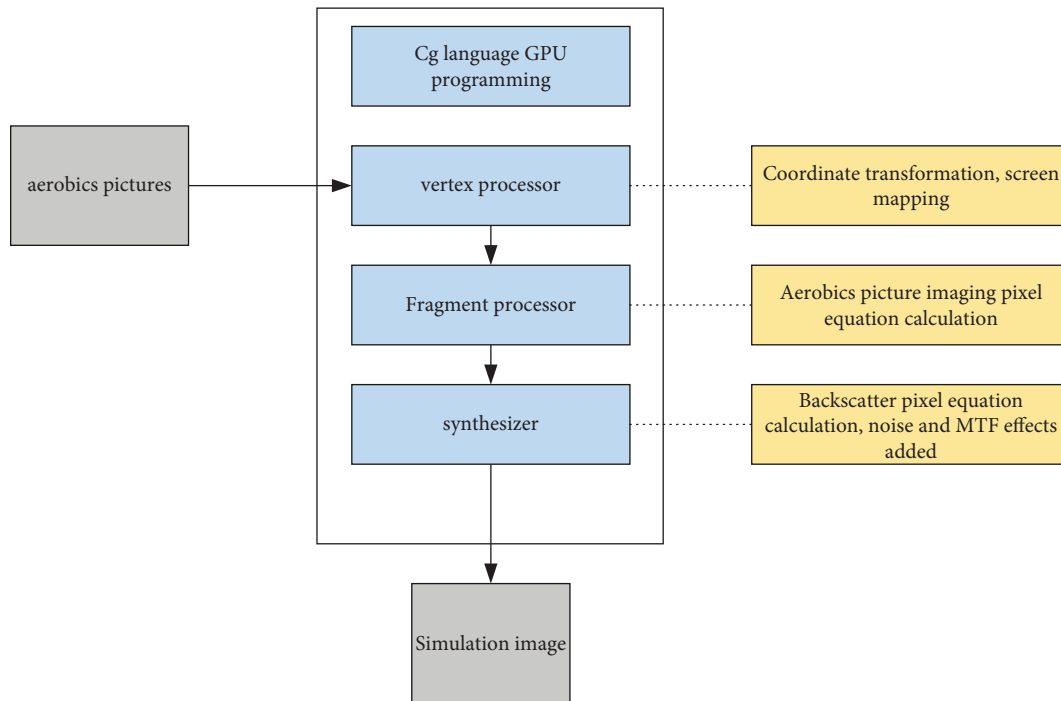 Cg language GPU
programming
aerobics pictures
vertex processor
Coordinate transformation, screen
mapping
Fragment processor
Aerobics picture imaging pixel
equation calculation
synthesizer
Backscatter pixel equation
calculation, noise and MTF effects
added
Simulation image